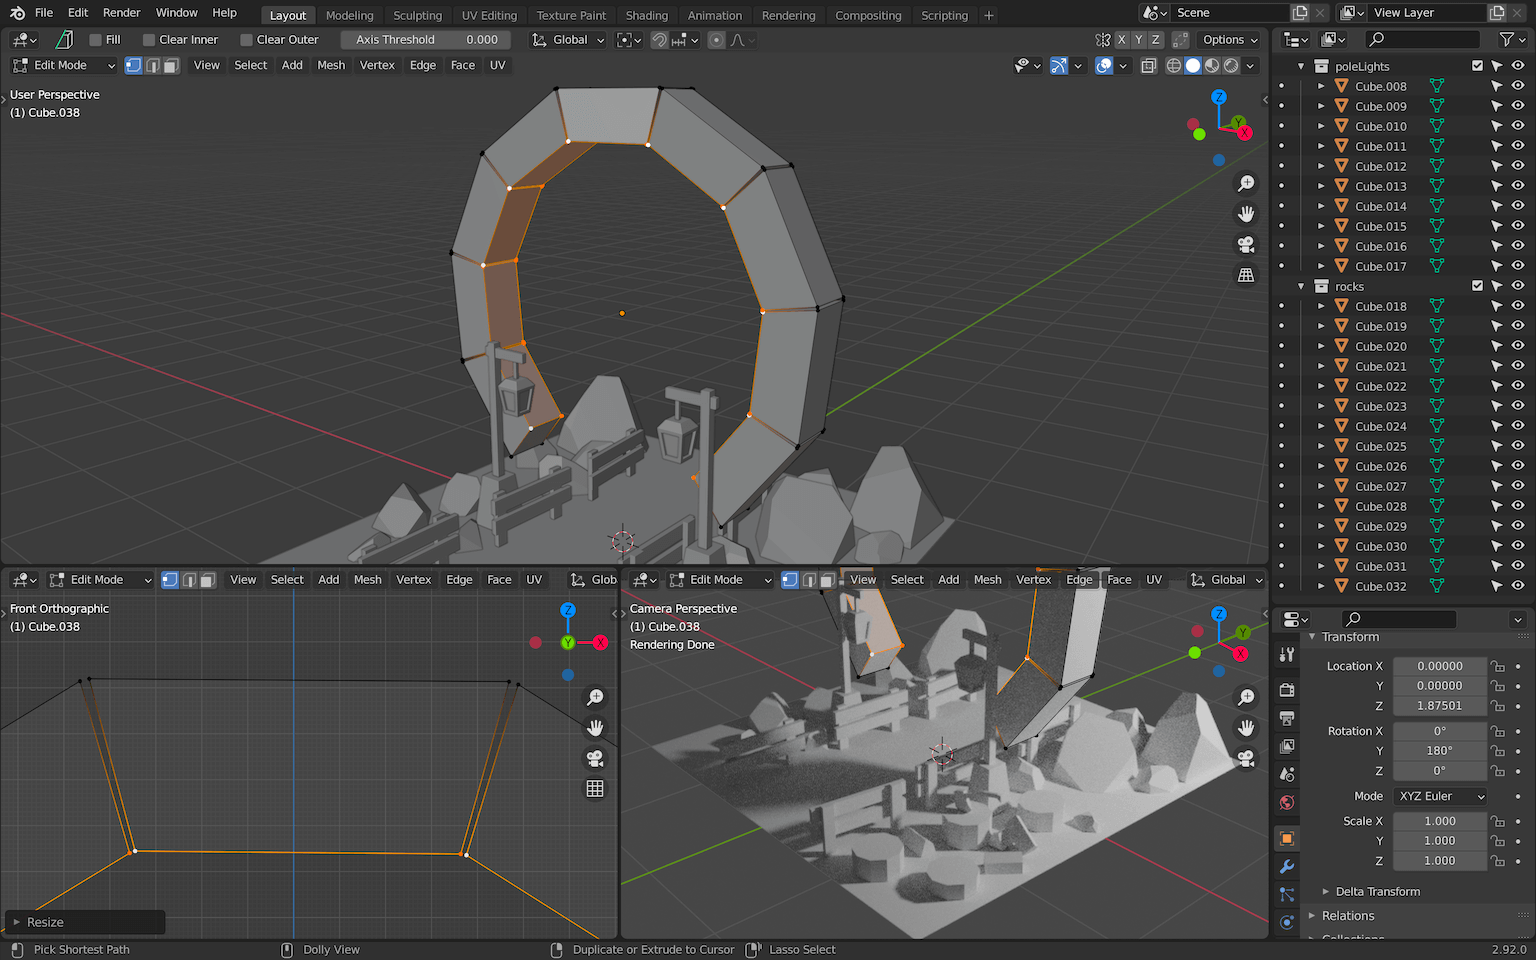 File Edit Render Window Help Layout Modeling Sculpting UV Editing Texture Paint Shading Animation Rendering Compositing Scripting + Scene View Layer
Fill Clear Inner Clear Outer Axis Threshold 0.000 Global X Y Z Options
Edit Mode View Select Add Mesh Vertex Edge Face UV
User Perspective
(1) Cube.038
Z
Y
X
poleLights
Cube.008
Cube.009
Cube.010
Cube.011
Cube.012
Cube.013
Cube.014
Cube.015
Cube.016
Cube.017
rocks
Cube.018
Cube.019
Cube.020
Cube.021
Cube.022
Cube.023
Cube.024
Cube.025
Cube.026
Cube.027
Cube.028
Cube.029
Cube.030
Cube.031
Cube.032
Edit Mode View Select Add Mesh Vertex Edge Face UV Glob
Front Orthographic
(1) Cube.038
Z
Y
X
Resize
Edit Mode View Select Add Mesh Vertex Edge Face UV Global
Camera Perspective
(1) Cube.038
Rendering Done
Z
Y
X
Transform
Location X 0.00000
Y 0.00000
Z 1.87501
Rotation X 0°
Y 180°
Z 0°
Mode XYZ Euler
Scale X 1.000
Y 1.000
Z 1.000
Delta Transform
Relations
Collections
Pick Shortest Path Dolly View Duplicate or Extrude to Cursor Lasso Select 2.92.0